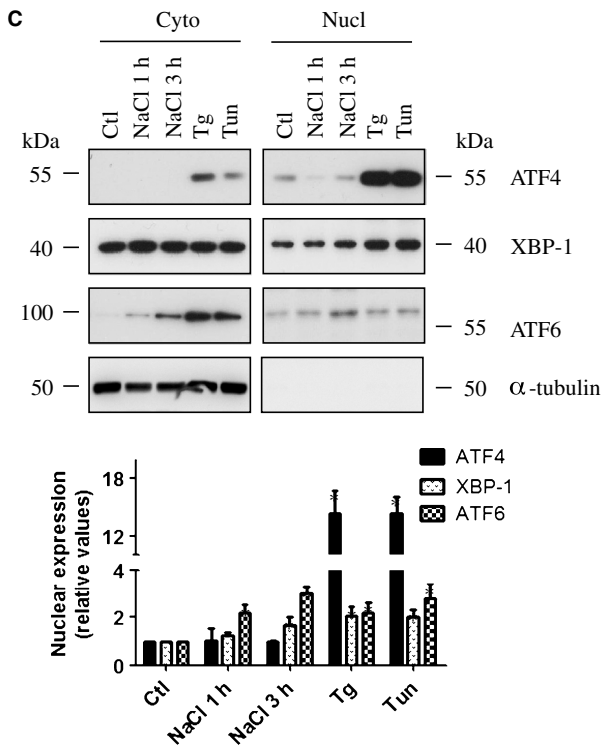 C
Cyto Nucl
Ctl NaCl 1 h NaCl 3 h Tg Tun Ctl NaCl 1 h NaCl 3 h Tg Tun
kDa kDa
55 55 ATF4
40 40 XBP-1
100 55 ATF6
50 50 α-tubulin
ATF4
XBP-1
ATF6
Nuclear expression
(relative values)
18
12
4
2
0
* * * *
Ctl NaCl 1 h NaCl 3 h Tg Tun